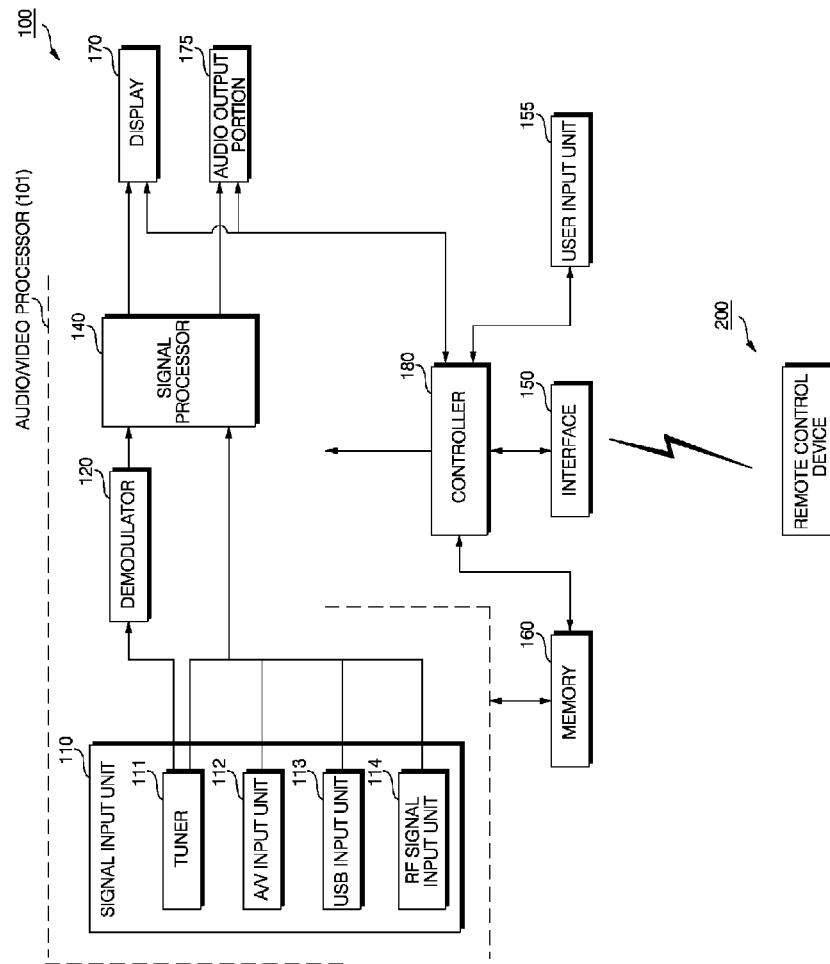 100
AUDIO/VIDEO PROCESSOR (101)
110
SIGNAL INPUT UNIT
111
TUNER
112
A/V INPUT UNIT
113
USB INPUT UNIT
114
RF SIGNAL
INPUT UNIT
120
DEMODULATOR
140
SIGNAL
PROCESSOR
170
DISPLAY
175
AUDIO OUTPUT
PORTION
160
MEMORY
180
CONTROLLER
150
INTERFACE
155
USER INPUT UNIT
200
REMOTE CONTROL
DEVICE